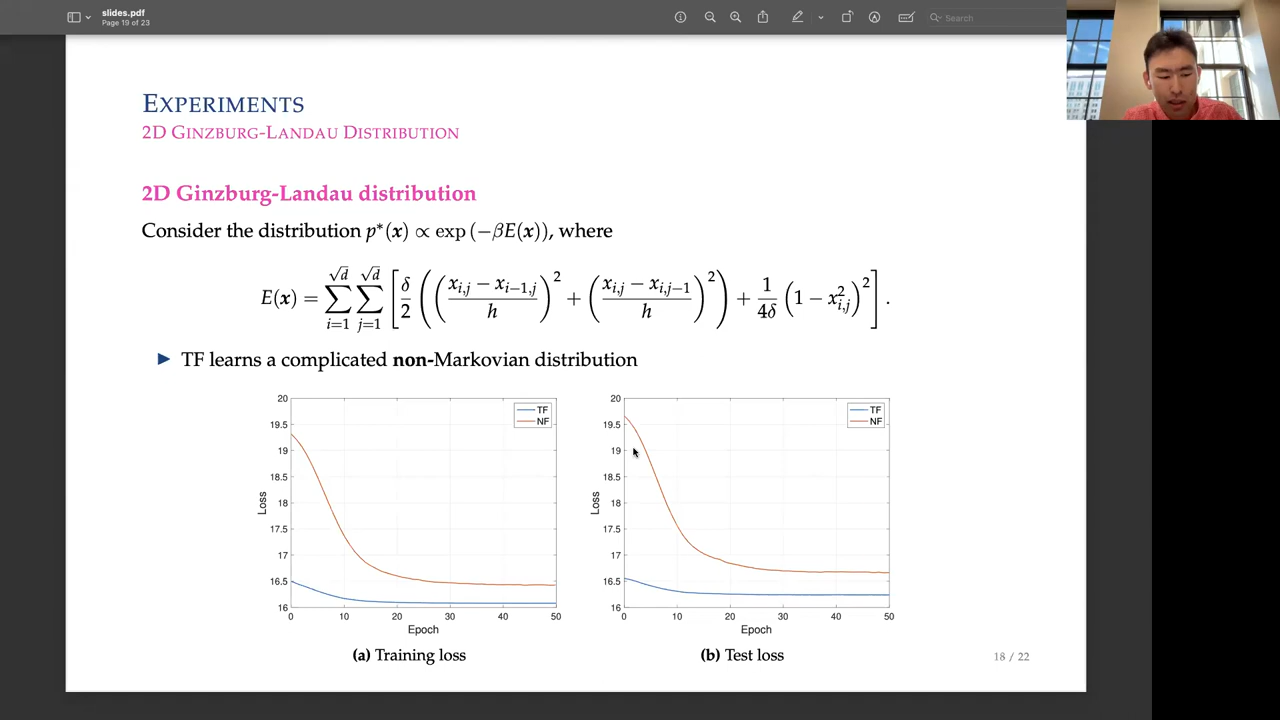 slides.pdf
Page 19 of 23
Search
EXPERIMENTS
2D GINZBURG-LANDAU DISTRIBUTION
2D Ginzburg-Landau distribution
Consider the distribution p*(x) ∝ exp (−βE(x)), where
E(x) = ∑_{i=1}^{√d} ∑_{j=1}^{√d} [ δ/2 ( ( (x_{i,j} − x_{i−1,j})/h )^2 + ( (x_{i,j} − x_{i,j−1})/h )^2 ) + 1/(4δ) (1 − x_{i,j}^2)^2 ] .
▶ TF learns a complicated non-Markovian distribution
20
19.5
19
18.5
18
17.5
17
16.5
16
0 10 20 30 40 50
Loss
Epoch
TF
NF
(a) Training loss
20
19.5
19
18.5
18
17.5
17
16.5
16
0 10 20 30 40 50
Loss
Epoch
TF
NF
(b) Test loss
18 / 22